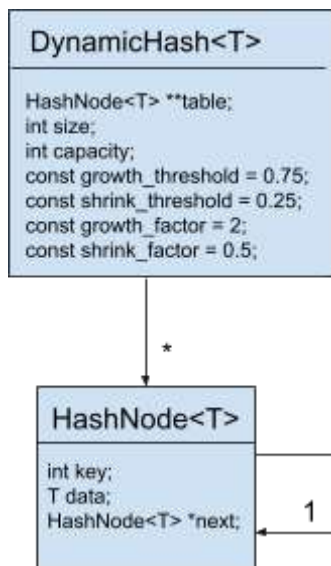 DynamicHash<T>
HashNode<T> **table;
int size;
int capacity;
const growth_threshold = 0.75;
const shrink_threshold = 0.25;
const growth_factor = 2;
const shrink_factor = 0.5;
*
HashNode<T>
int key;
T data;
HashNode<T> *next;
1